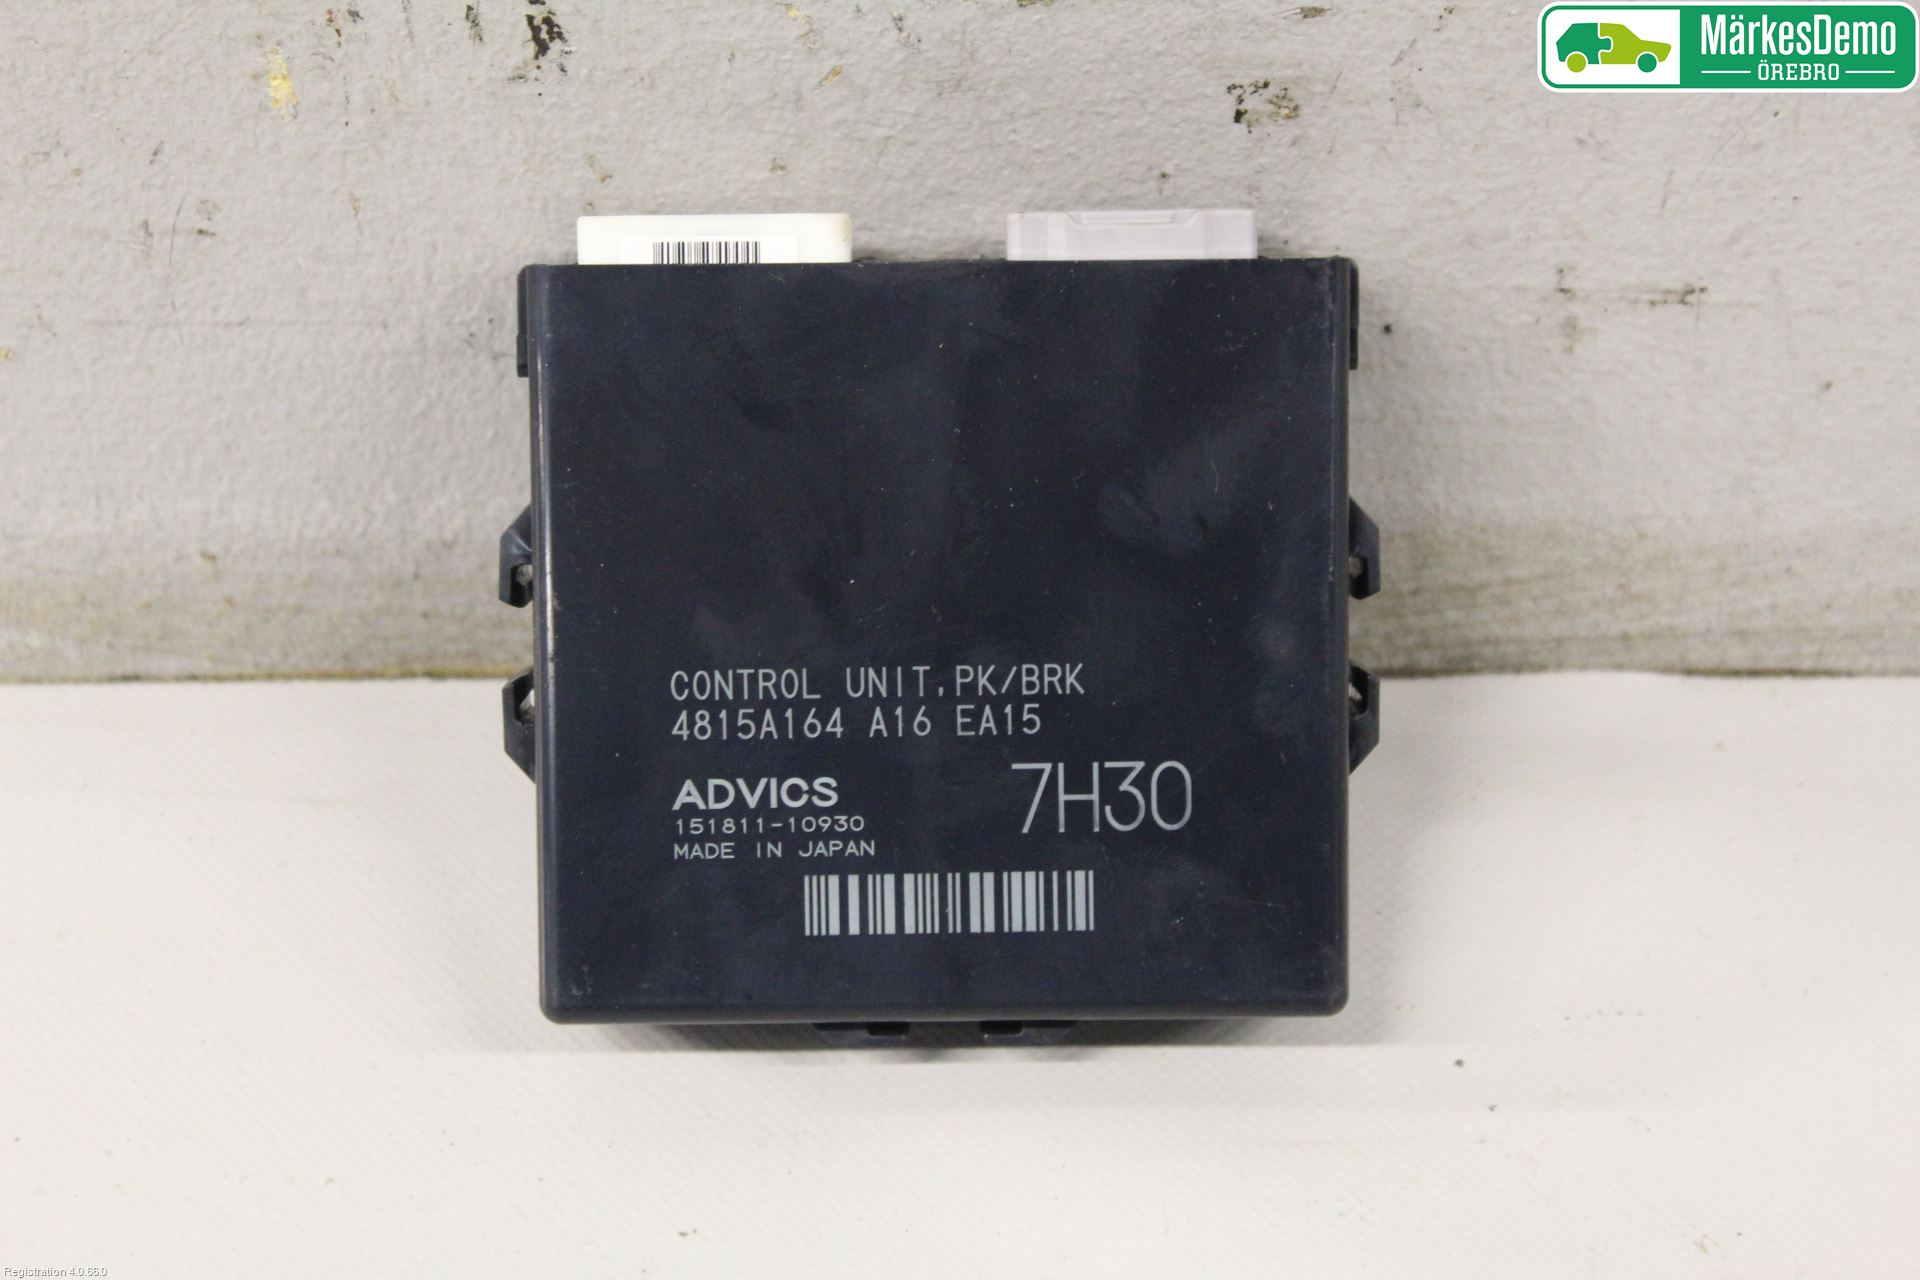 MärkesDemo
ÖREBRO
CONTROL UNIT,PK/BRK
4815A164 A16 EA15
ADVICS
7H30
151811-10930
MADE IN JAPAN
Registration 4.0.66.0